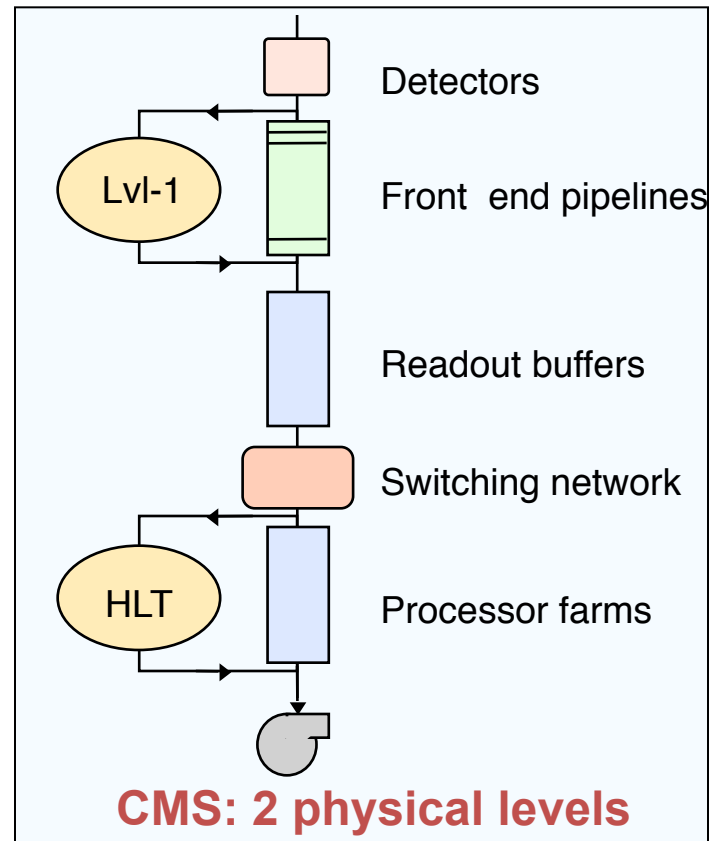 Detectors
Lvl-1
Front end pipelines
Readout buffers
Switching network
HLT
Processor farms
CMS: 2 physical levels